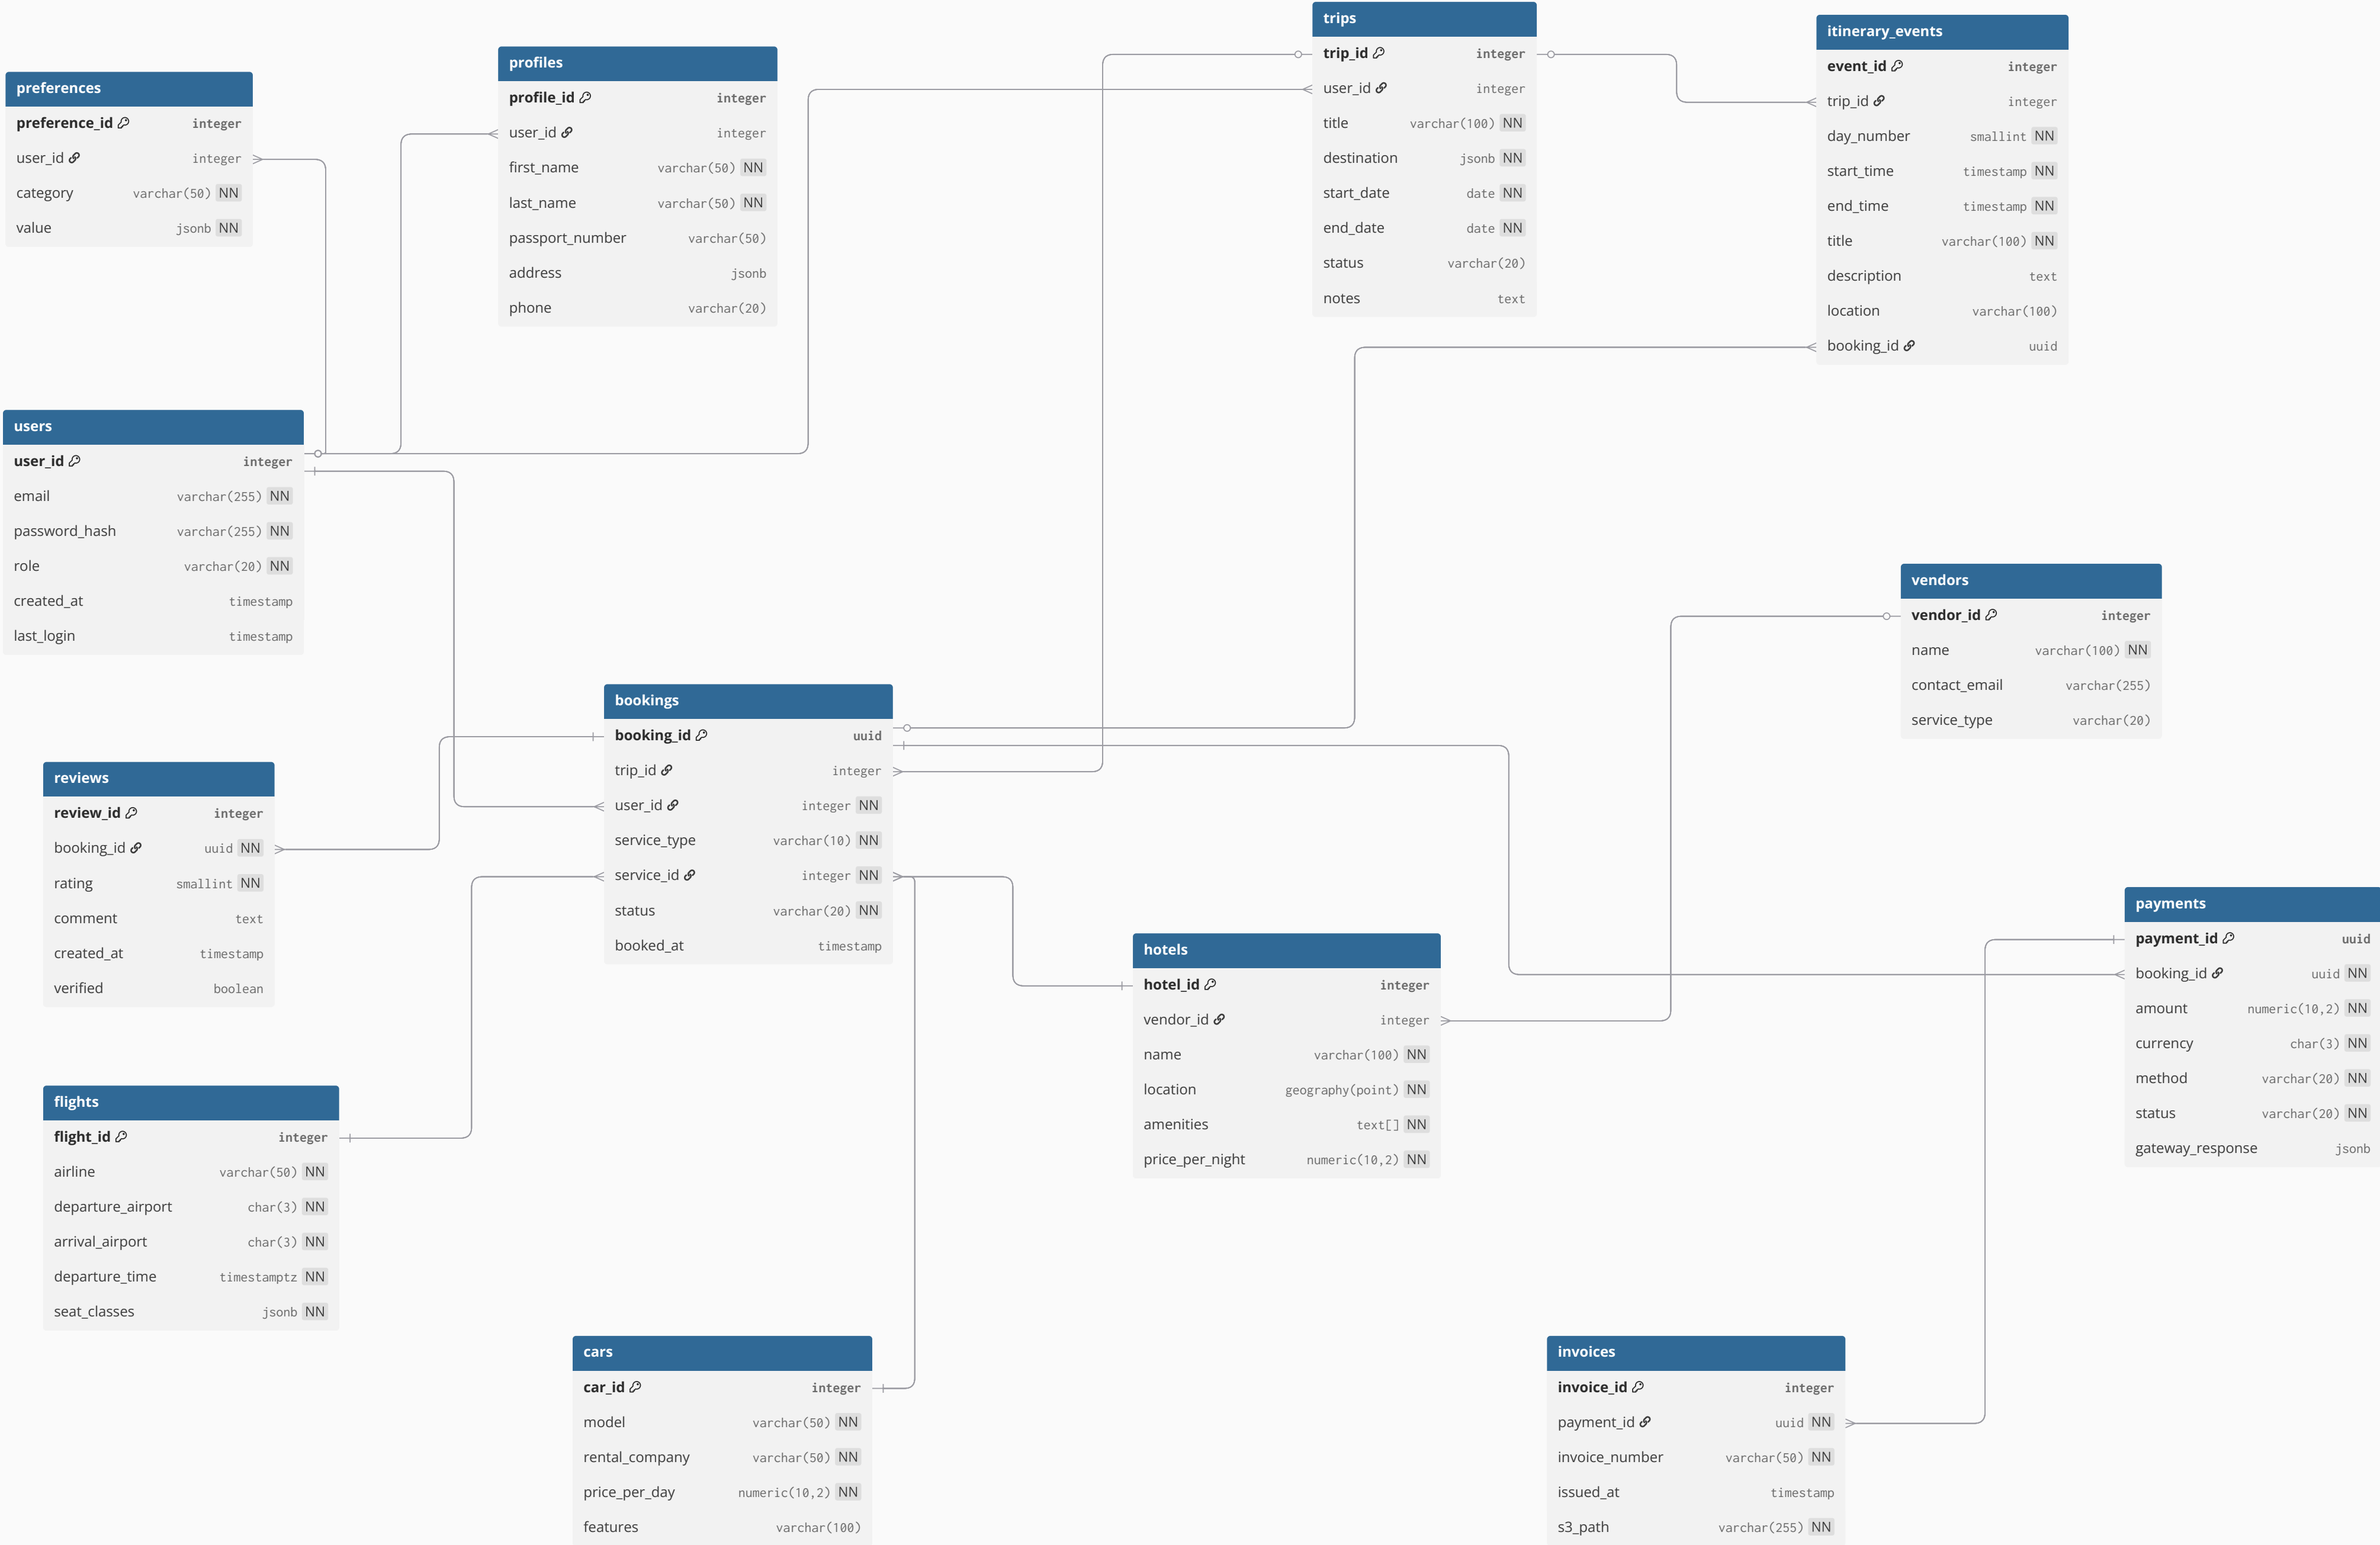 preferences
preference_id integer
user_id integer
category varchar(50) NN
value jsonb NN
profiles
profile_id integer
user_id integer
first_name varchar(50) NN
last_name varchar(50) NN
passport_number varchar(50)
address jsonb
phone varchar(20)
trips
trip_id integer
user_id integer
title varchar(100) NN
destination jsonb NN
start_date date NN
end_date date NN
status varchar(20)
notes text
itinerary_events
event_id integer
trip_id integer
day_number smallint NN
start_time timestamp NN
end_time timestamp NN
title varchar(100) NN
description text
location varchar(100)
booking_id uuid
users
user_id integer
email varchar(255) NN
password_hash varchar(255) NN
role varchar(20) NN
created_at timestamp
last_login timestamp
vendors
vendor_id integer
name varchar(100) NN
contact_email varchar(255)
service_type varchar(20)
bookings
booking_id uuid
trip_id integer
user_id integer NN
service_type varchar(10) NN
service_id integer NN
status varchar(20) NN
booked_at timestamp
reviews
review_id integer
booking_id uuid NN
rating smallint NN
comment text
created_at timestamp
verified boolean
hotels
hotel_id integer
vendor_id integer
name varchar(100) NN
location geography(point) NN
amenities text[] NN
price_per_night numeric(10,2) NN
payments
payment_id uuid
booking_id uuid NN
amount numeric(10,2) NN
currency char(3) NN
method varchar(20) NN
status varchar(20) NN
gateway_response jsonb
flights
flight_id integer
airline varchar(50) NN
departure_airport char(3) NN
arrival_airport char(3) NN
departure_time timestamptz NN
seat_classes jsonb NN
cars
car_id integer
model varchar(50) NN
rental_company varchar(50) NN
price_per_day numeric(10,2) NN
features varchar(100)
invoices
invoice_id integer
payment_id uuid NN
invoice_number varchar(50) NN
issued_at timestamp
s3_path varchar(255) NN